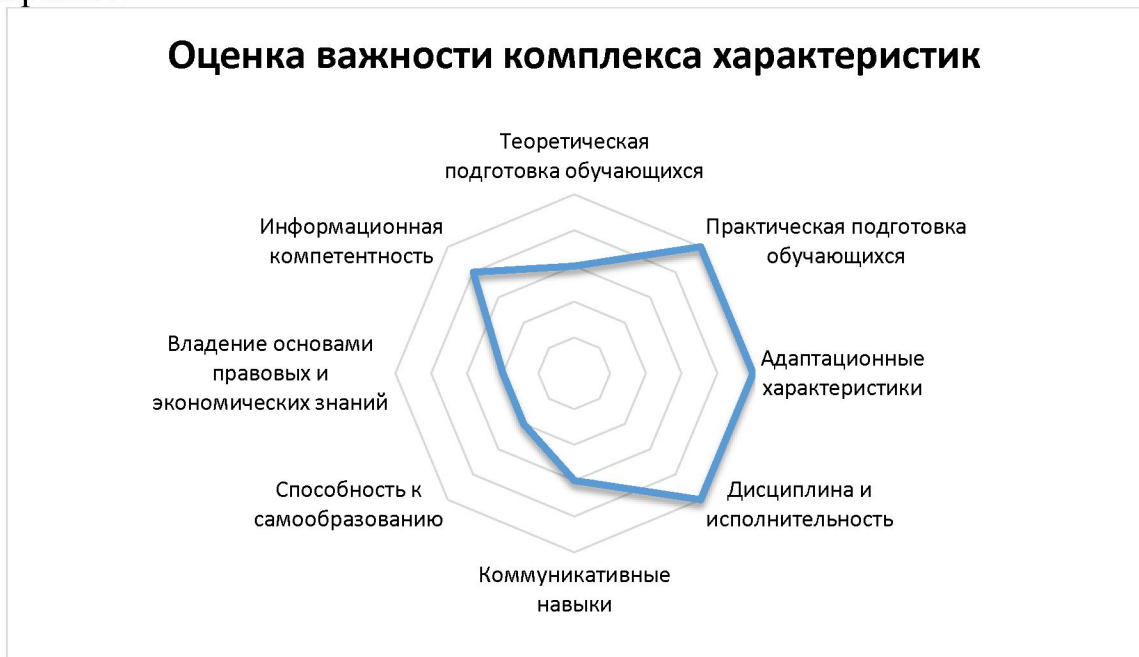 Оценка важности комплекса характеристик
Теоретическая
подготовка обучающихся
Практическая подготовка
обучающихся
Адаптационные
характеристики
Дисциплина и
исполнительность
Коммуникативные
навыки
Способность к
самообразованию
Владение основами
правовых и
экономических знаний
Информационная
компетентность